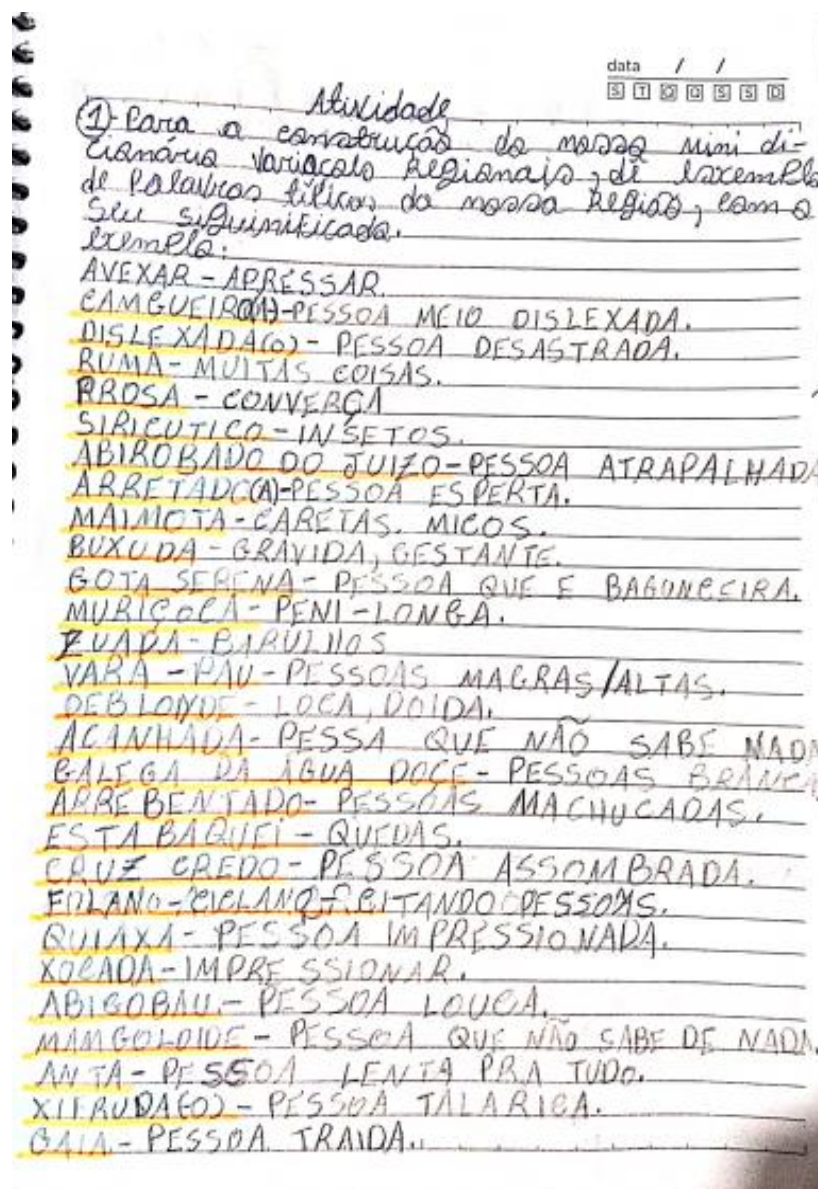 data / /
S T Q Q S S D
Atividade
1- Para a construção do nosso mini di-
cionário variação Regionais, dê exemplo
de Palavras típicas da nossa Região, com o
seu siguinificado.
exemplo:
AVEXAR - APRESSAR
CAMGUEIRO(A)-PESSOA MEIO DISLEXADA.
DISLEXADA(O) - PESSOA DESASTRADA.
RUMA - MUITAS COISAS.
PROSA - CONVERÇA
SIRICUTICO - INSETOS.
ABIROBADO DO JUIZO-PESSOA ATRAPALHADA
ARRETADO(A)-PESSOA ESPERTA.
MAIMOTA - CARETAS. MICOS.
BUXUDA - GRAVIDA, GESTANTE.
GOTA SERENA - PESSOA QUE E BAGUNCEIRA.
MURIÇOCA - PENI-LONGA.
ZUADA - BARULHOS
VARA - PAU - PESSOAS MAGRAS/ALTAS.
DEBLONDE - LOCA, DOIDA.
ACANHADA - PESSA QUE NÃO SABE NADA
GALEGA DA AGUA DOCE - PESSOAS BRANCA
ARREBENTADO - PESSOAS MACHUCADAS.
ESTABAQUEI - QUEDAS.
CRUZ CREDO - PESSOA ASSOMBRADA.
FULANO - CICLANO - CITANDO PESSOAS.
QUIAXA - PESSOA IMPRESSIONADA.
XOCADA - IMPRESSIONAR.
ABIGOBAU. - PESSOA LOUCA.
MAMGOLOIDE - PESSOA QUE NÃO SABE DE NADA.
ANTA - PESSOA LENTA PRA TUDO.
XIFRUDA(O) - PESSOA TALARICA.
GAIA - PESSOA TRAIDA.